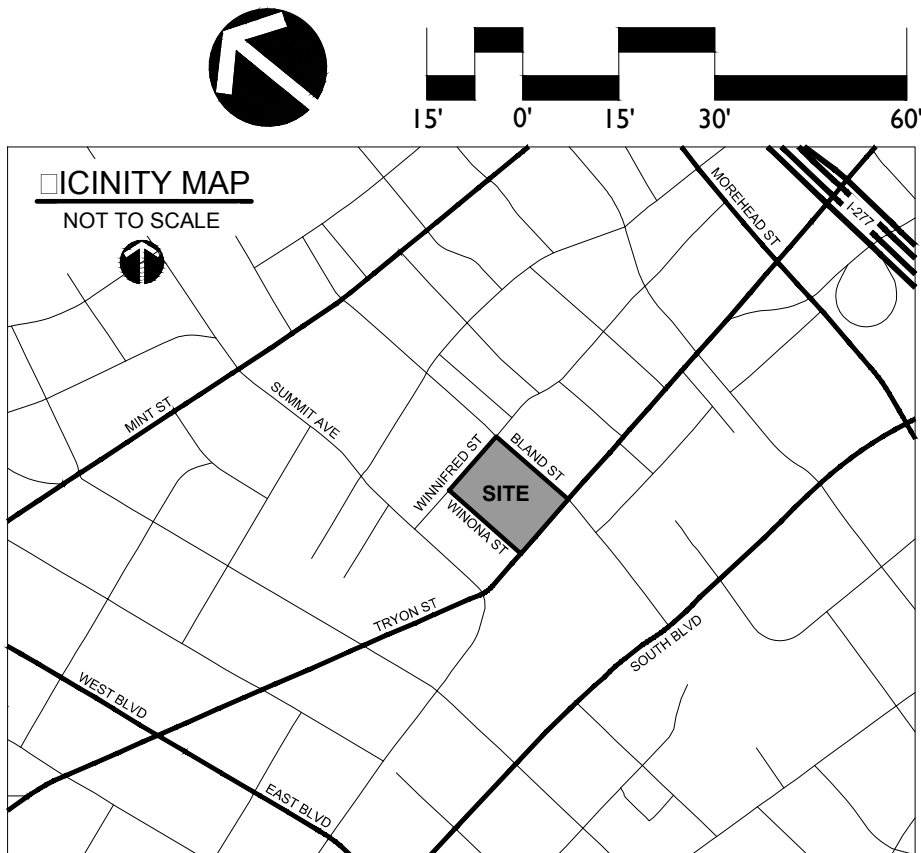 15' 0' 15' 30' 60'
□ICINITY MAP
NOT TO SCALE
MOREHEAD ST
I-277
MINT ST
SUMMIT AVE
WINNIFRED ST
BLAND ST
SITE
WINONA ST
TRYON ST
SOUTH BLVD
WEST BLVD
EAST BLVD